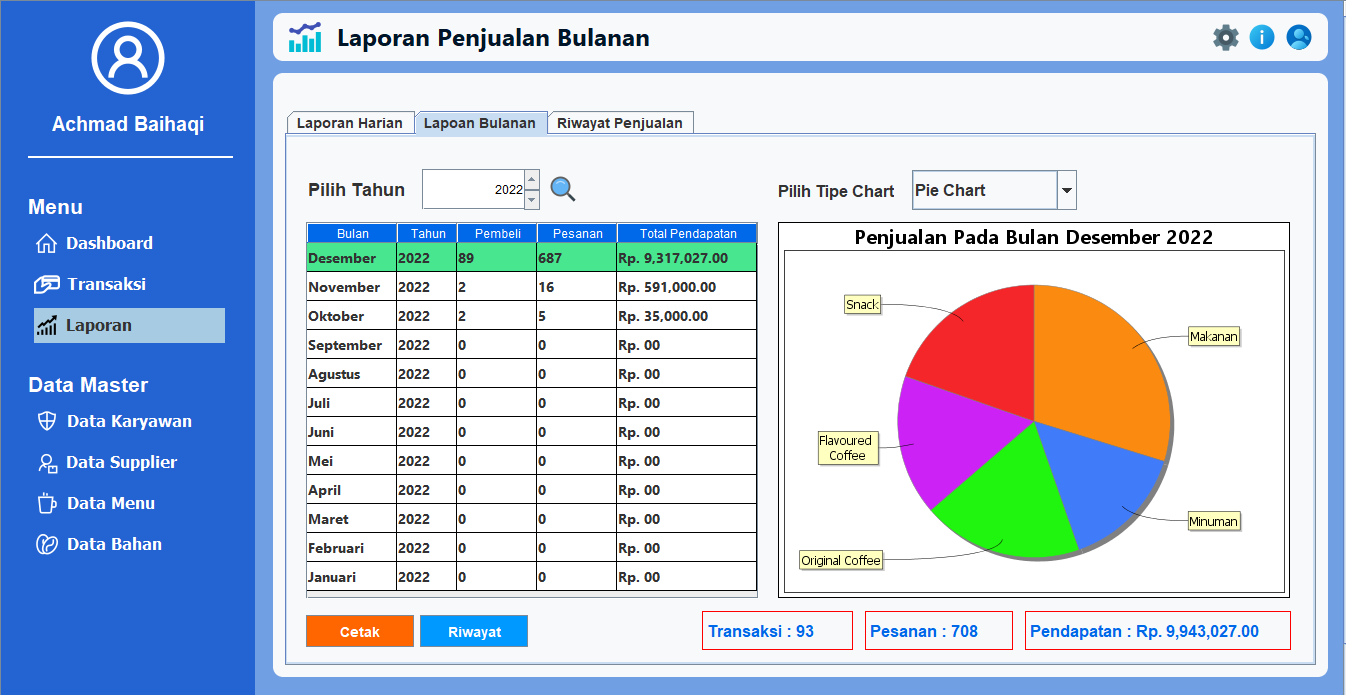 Achmad Baihaqi
Menu
Dashboard
Transaksi
Laporan
Data Master
Data Karyawan
Data Supplier
Data Menu
Data Bahan
Laporan Penjualan Bulanan
i
Laporan Harian Lapoan Bulanan Riwayat Penjualan
Pilih Tahun 2022
Pilih Tipe Chart Pie Chart
Bulan Tahun Pembeli Pesanan Total Pendapatan
Desember 2022 89 687 Rp. 9,317,027.00
November 2022 2 16 Rp. 591,000.00
Oktober 2022 2 5 Rp. 35,000.00
September 2022 0 0 Rp. 00
Agustus 2022 0 0 Rp. 00
Juli 2022 0 0 Rp. 00
Juni 2022 0 0 Rp. 00
Mei 2022 0 0 Rp. 00
April 2022 0 0 Rp. 00
Maret 2022 0 0 Rp. 00
Februari 2022 0 0 Rp. 00
Januari 2022 0 0 Rp. 00
Penjualan Pada Bulan Desember 2022
Snack
Makanan
Flavoured
Coffee
Minuman
Original Coffee
Cetak Riwayat
Transaksi : 93 Pesanan : 708 Pendapatan : Rp. 9,943,027.00